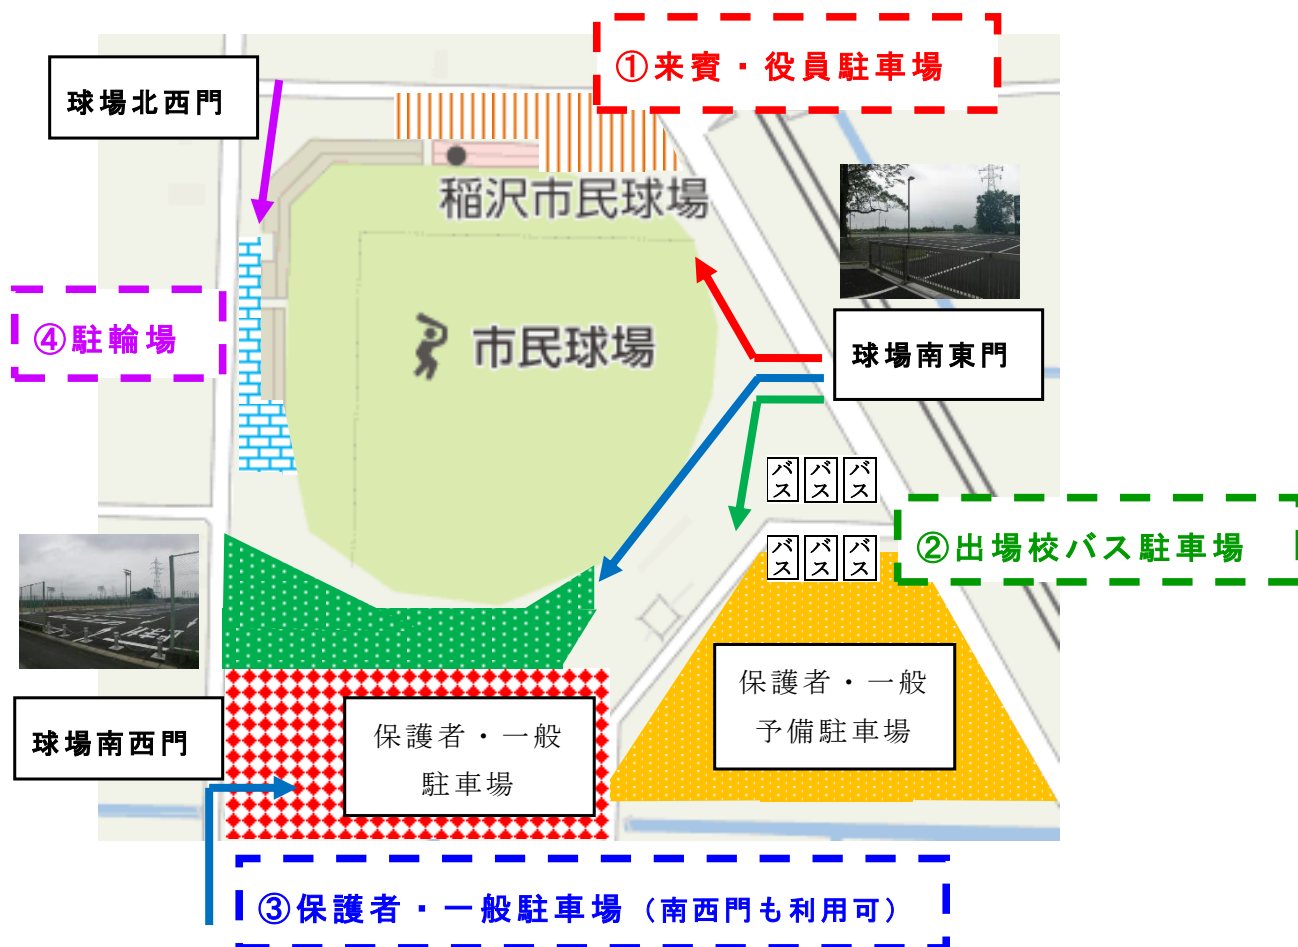 ①来賓・役員駐車場
球場北西門
稲沢市民球場
④駐輪場
市民球場
球場南東門
バス
バス
バス
②出場校バス駐車場
バス
バス
バス
保護者・一般
予備駐車場
球場南西門
保護者・一般
駐車場
③保護者・一般駐車場（南西門も利用可）